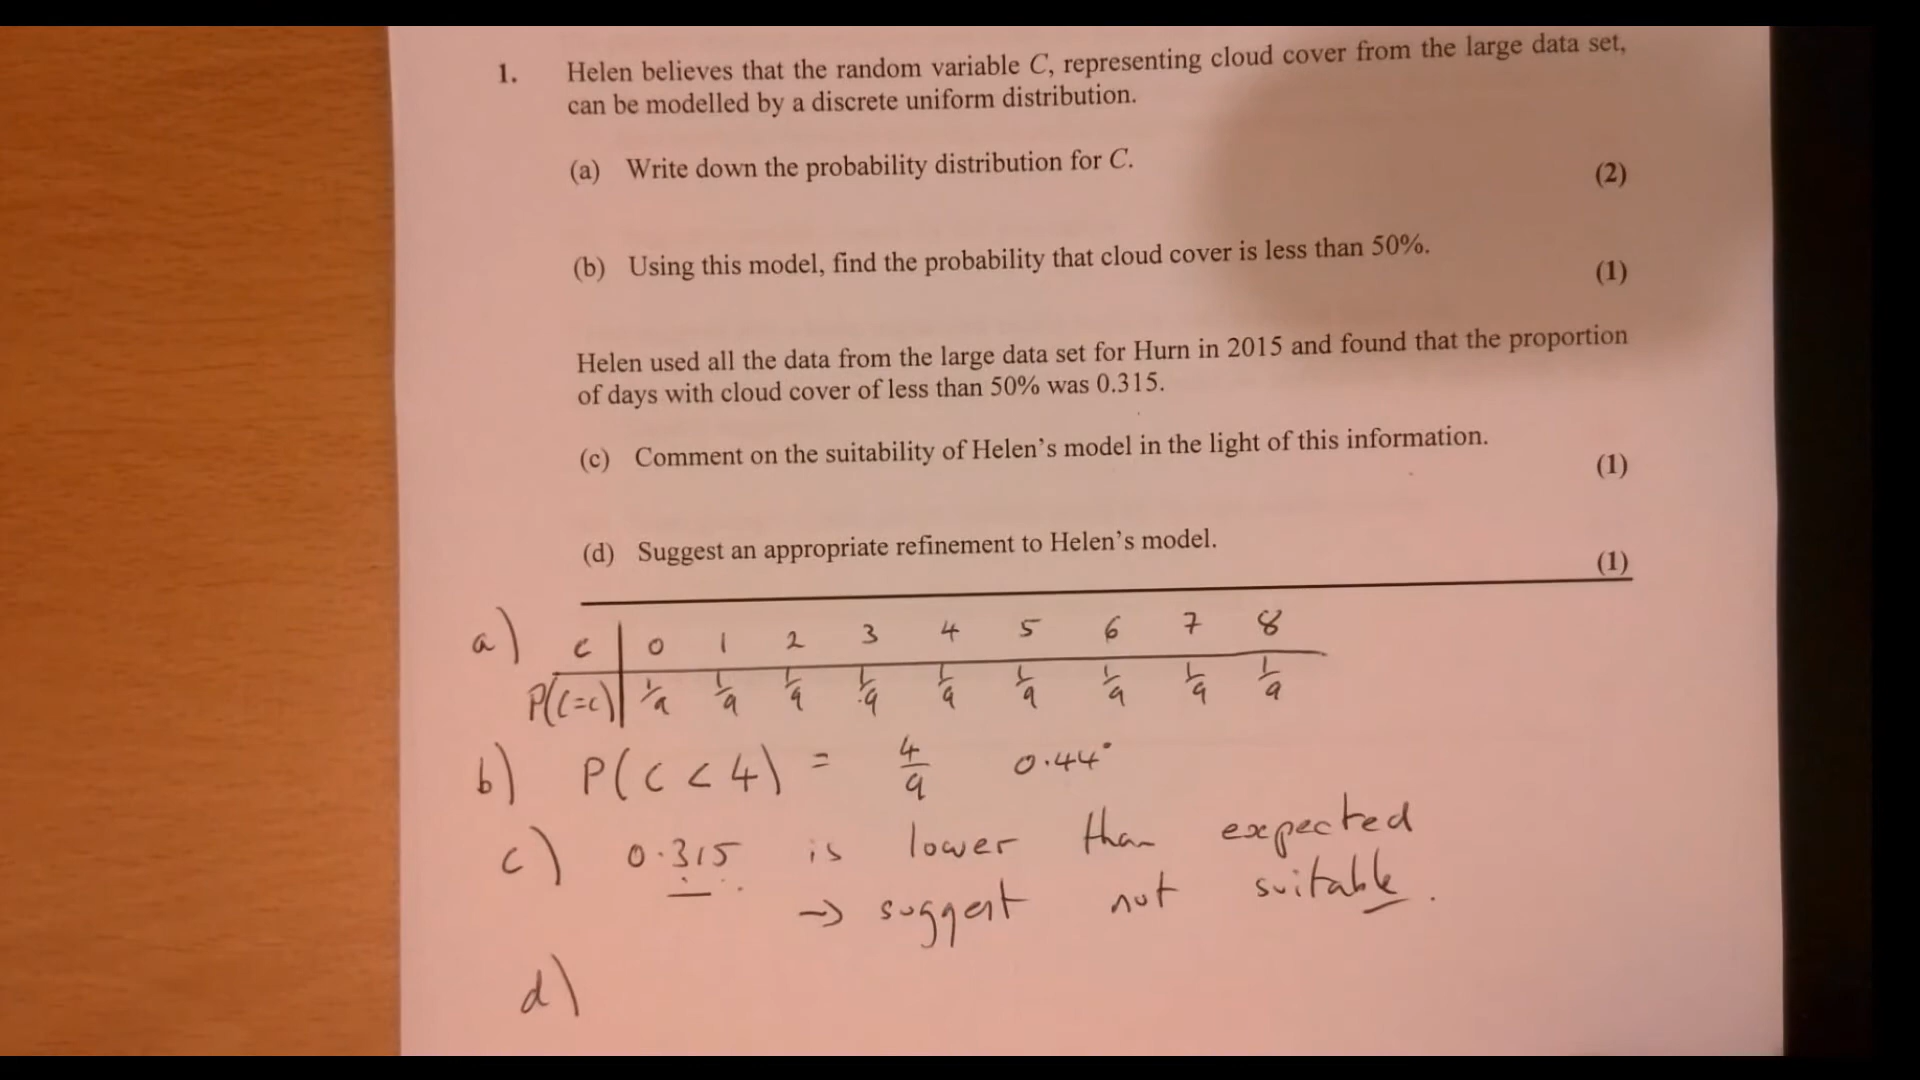 1. Helen believes that the random variable C, representing cloud cover from the large data set,
can be modelled by a discrete uniform distribution.
(a) Write down the probability distribution for C.
(2)
(b) Using this model, find the probability that cloud cover is less than 50%.
(1)
Helen used all the data from the large data set for Hurn in 2015 and found that the proportion
of days with cloud cover of less than 50% was 0.315.
(c) Comment on the suitability of Helen's model in the light of this information.
(1)
(d) Suggest an appropriate refinement to Helen's model.
(1)
a) c 0 1 2 3 4 5 6 7 8
P(C=c) 1/9 1/9 1/9 1/9 1/9 1/9 1/9 1/9 1/9
b) P(C < 4) = 4/9 0.44˙
c) 0.315 is lower than expected
→ suggest not suitable.
d)